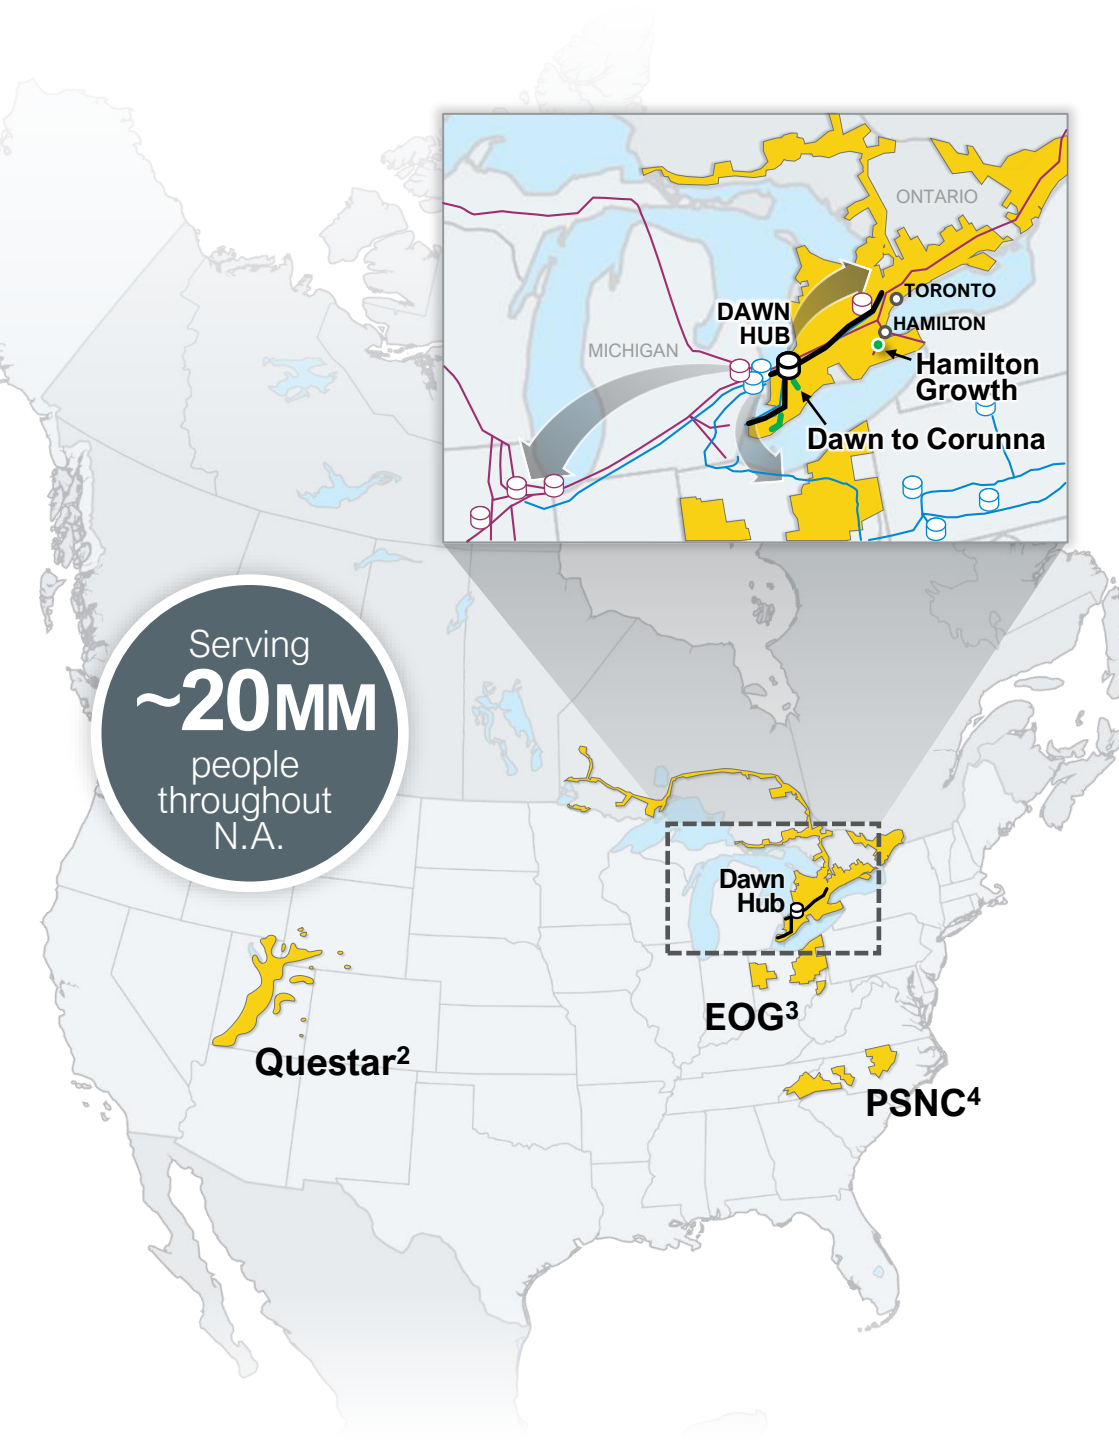 ONTARIO
TORONTO
DAWN
HUB
HAMILTON
MICHIGAN
Hamilton
Growth
Dawn to Corunna
Serving
~20MM
people
throughout
N.A.
Dawn
Hub
EOG3
Questar2
PSNC4